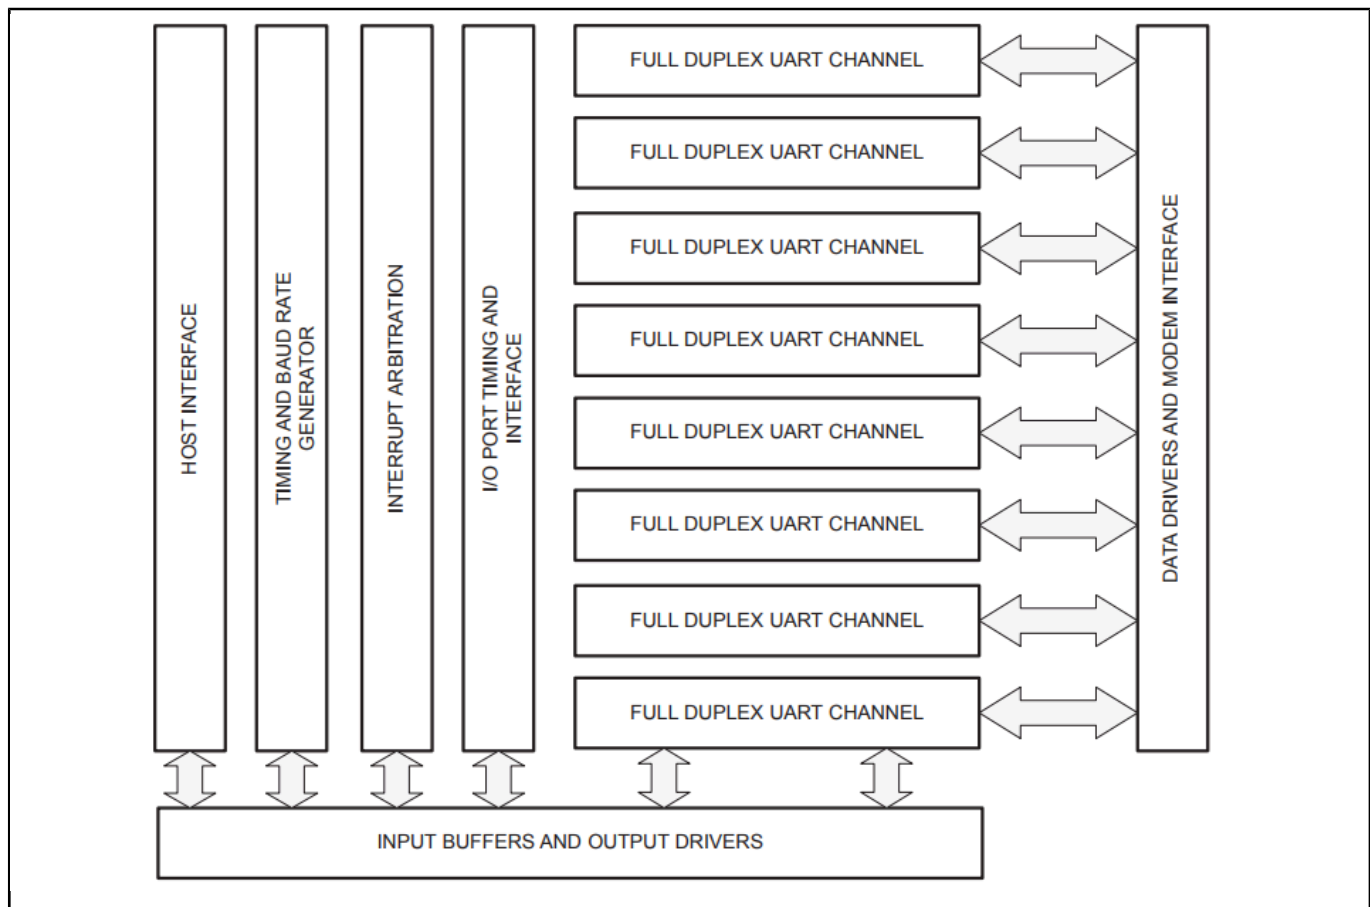 HOST INTERFACE
TIMING AND BAUD RATE
GENERATOR
INTERRUPT ARBITRATION
I/O PORT TIMING AND
INTERFACE
FULL DUPLEX UART CHANNEL
FULL DUPLEX UART CHANNEL
FULL DUPLEX UART CHANNEL
FULL DUPLEX UART CHANNEL
FULL DUPLEX UART CHANNEL
FULL DUPLEX UART CHANNEL
FULL DUPLEX UART CHANNEL
FULL DUPLEX UART CHANNEL
DATA DRIVERS AND MODEM INTERFACE
INPUT BUFFERS AND OUTPUT DRIVERS